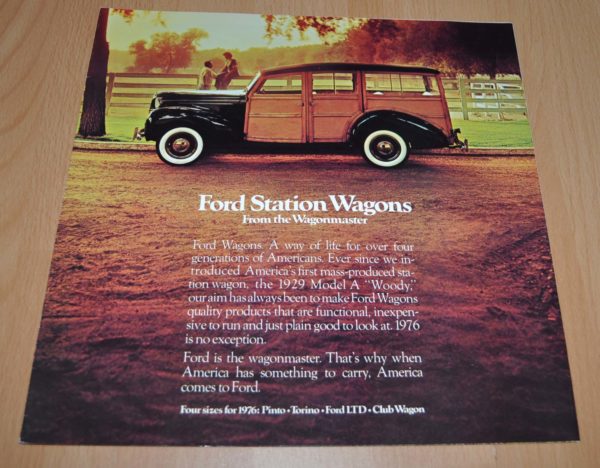 Ford Station Wagons
From the Wagonmaster
Ford Wagons. A way of life for over four
generations of Americans. Ever since we in-
troduced America's first mass-produced sta-
tion wagon, the 1929 Model A "Woody,"
our aim has always been to make Ford Wagons
quality products that are functional, inexpen-
sive to run and just plain good to look at. 1976
is no exception.
Ford is the wagonmaster. That's why when
America has something to carry, America
comes to Ford.
Four sizes for 1976: Pinto • Torino • Ford LTD • Club Wagon